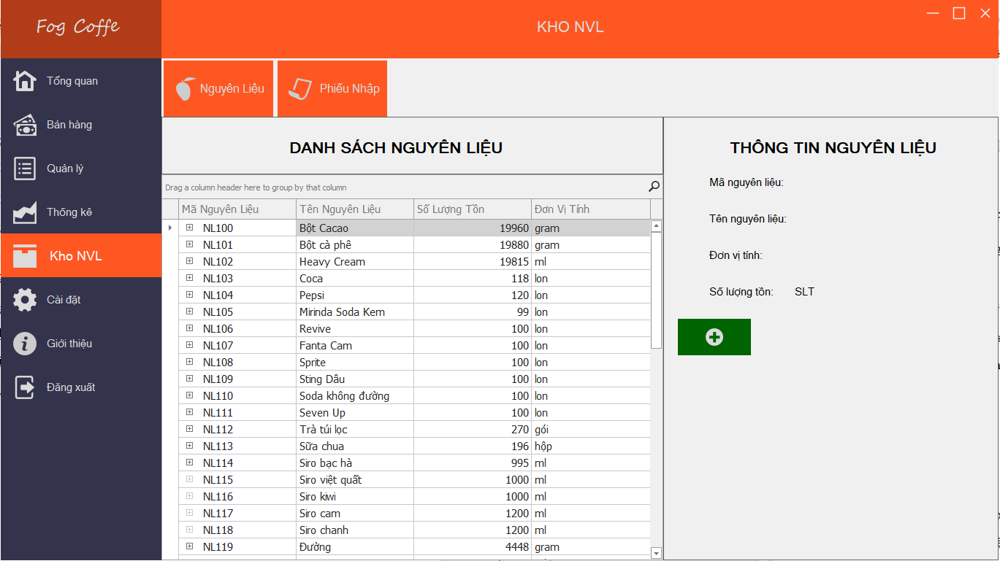 Fog Coffe
KHO NVL
Tổng quan
Bán hàng
Quản lý
Thống kê
Kho NVL
Cài đặt
Giới thiệu
Đăng xuất
Nguyên Liệu
Phiếu Nhập
DANH SÁCH NGUYÊN LIỆU
Drag a column header here to group by that column
Mã Nguyên Liệu Tên Nguyên Liệu Số Lượng Tồn Đơn Vị Tính
NL100 Bột Cacao 19960 gram
NL101 Bột cà phê 19880 gram
NL102 Heavy Cream 19815 ml
NL103 Coca 118 lon
NL104 Pepsi 120 lon
NL105 Mirinda Soda Kem 99 lon
NL106 Revive 100 lon
NL107 Fanta Cam 100 lon
NL108 Sprite 100 lon
NL109 Sting Dâu 100 lon
NL110 Soda không đường 100 lon
NL111 Seven Up 100 lon
NL112 Trà túi lọc 270 gói
NL113 Sữa chua 196 hộp
NL114 Siro bạc hà 995 ml
NL115 Siro việt quất 1000 ml
NL116 Siro kiwi 1000 ml
NL117 Siro cam 1200 ml
NL118 Siro chanh 1200 ml
NL119 Đường 4448 gram
THÔNG TIN NGUYÊN LIỆU
Mã nguyên liệu:
Tên nguyên liệu:
Đơn vị tính:
Số lượng tồn: SLT